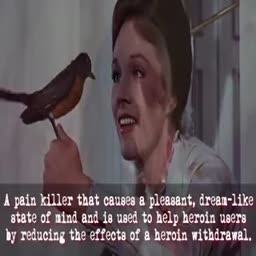 A pain killer that causes a pleasant, dream-like
state of mind and is used to help heroin users
by reducing the effects of a heroin withdrawal.